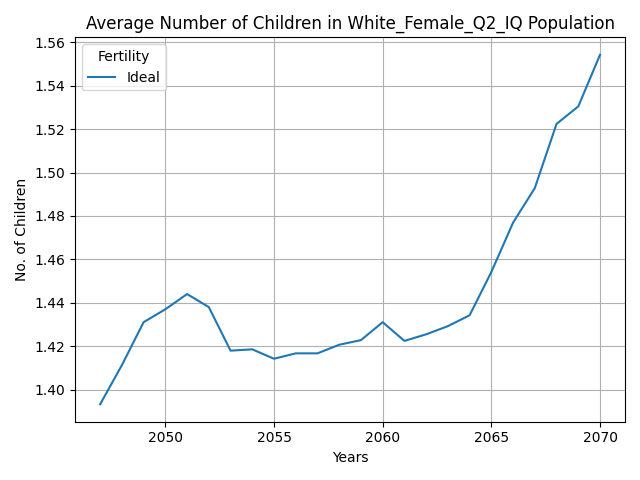 Average Number of Children in White_Female_Q2_IQ Population
Fertility
Ideal
No. of Children
1.56
1.54
1.52
1.50
1.48
1.46
1.44
1.42
1.40
2050 2055 2060 2065 2070
Years